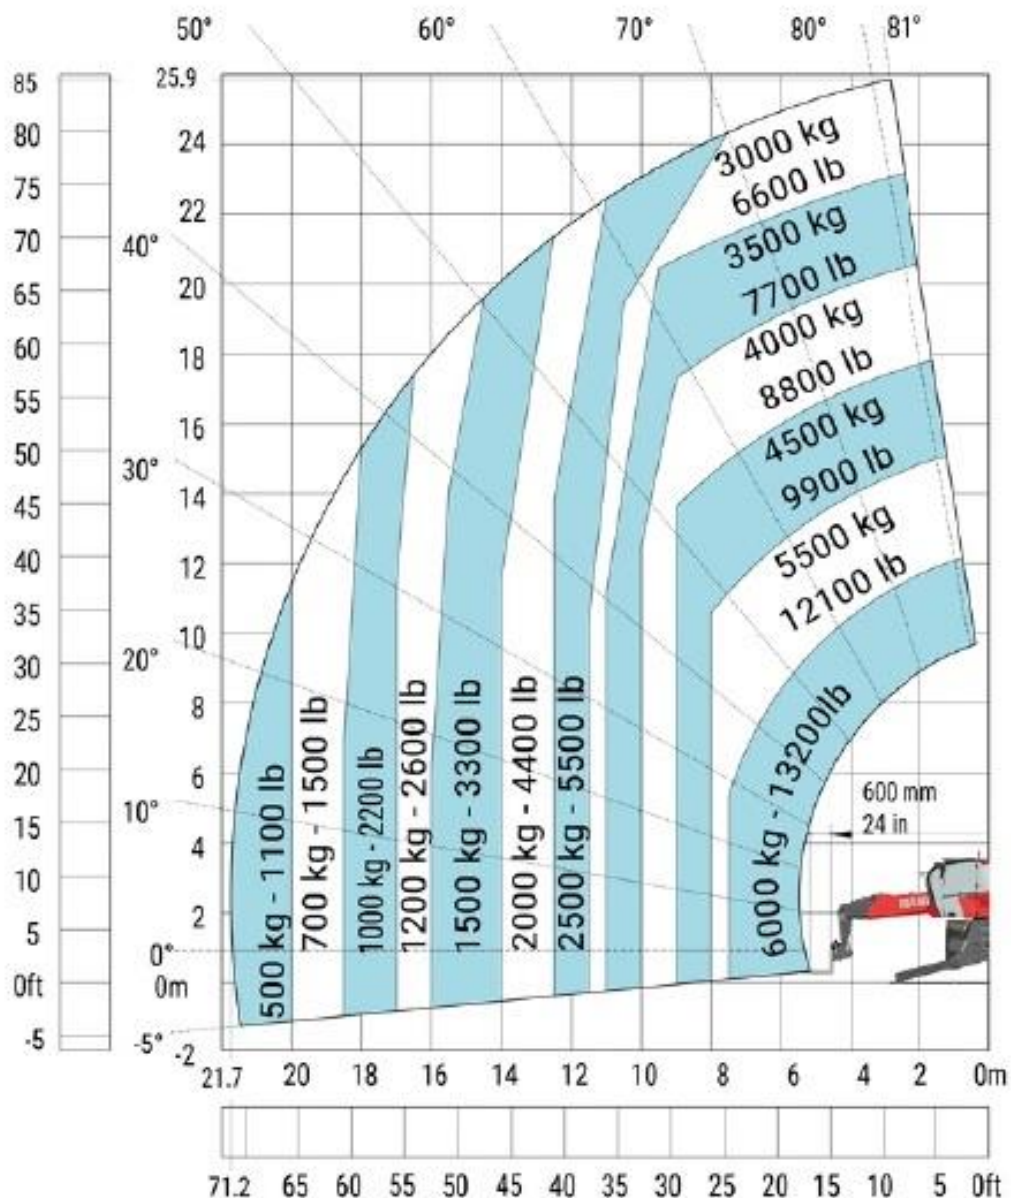 50° 60° 70° 80° 81°
85 25.9
80 24
75
70 22
65 20
60 18
55
50 16
45 14
40 12
35 10
30
25 8
20 6
15 4
10
5 2
0ft 0m
-5 -2
40°
30°
20°
10°
0°
-5°
3000 kg
6600 lb
3500 kg
7700 lb
4000 kg
8800 lb
4500 kg
9900 lb
5500 kg
12100 lb
500 kg - 1100 lb
700 kg - 1500 lb
1000 kg - 2200 lb
1200 kg - 2600 lb
1500 kg - 3300 lb
2000 kg - 4400 lb
2500 kg - 5500 lb
6000 kg - 13200lb
600 mm
24 in
21.7 20 18 16 14 12 10 8 6 4 2 0m
71.2 65 60 55 50 45 40 35 30 25 20 15 10 5 0ft